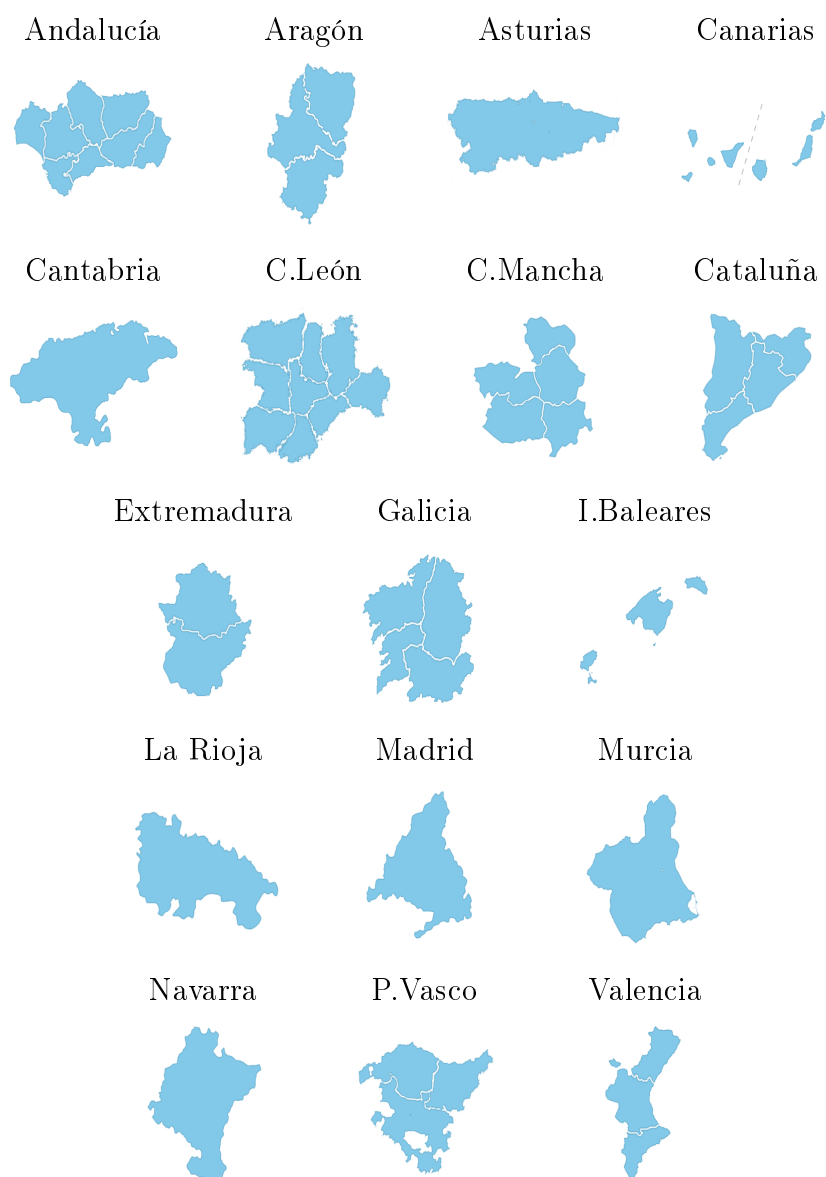 Andalucía Aragón Asturias Canarias
Cantabria C.León C.Mancha Cataluña
Extremadura Galicia I.Baleares
La Rioja Madrid Murcia
Navarra P.Vasco Valencia